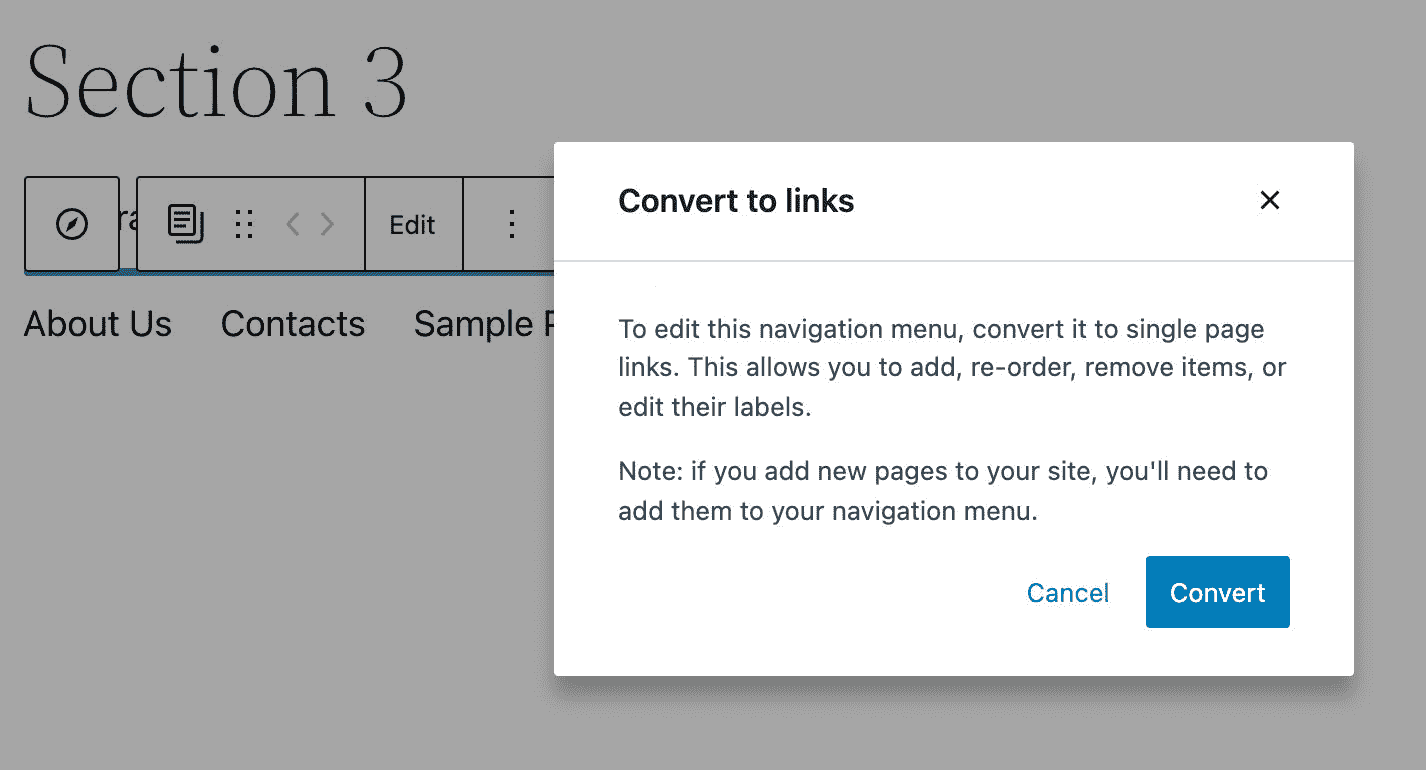 Section 3
Edit
About Us Contacts Sample
Convert to links
To edit this navigation menu, convert it to single page
links. This allows you to add, re-order, remove items, or
edit their labels.
Note: if you add new pages to your site, you'll need to
add them to your navigation menu.
Cancel Convert